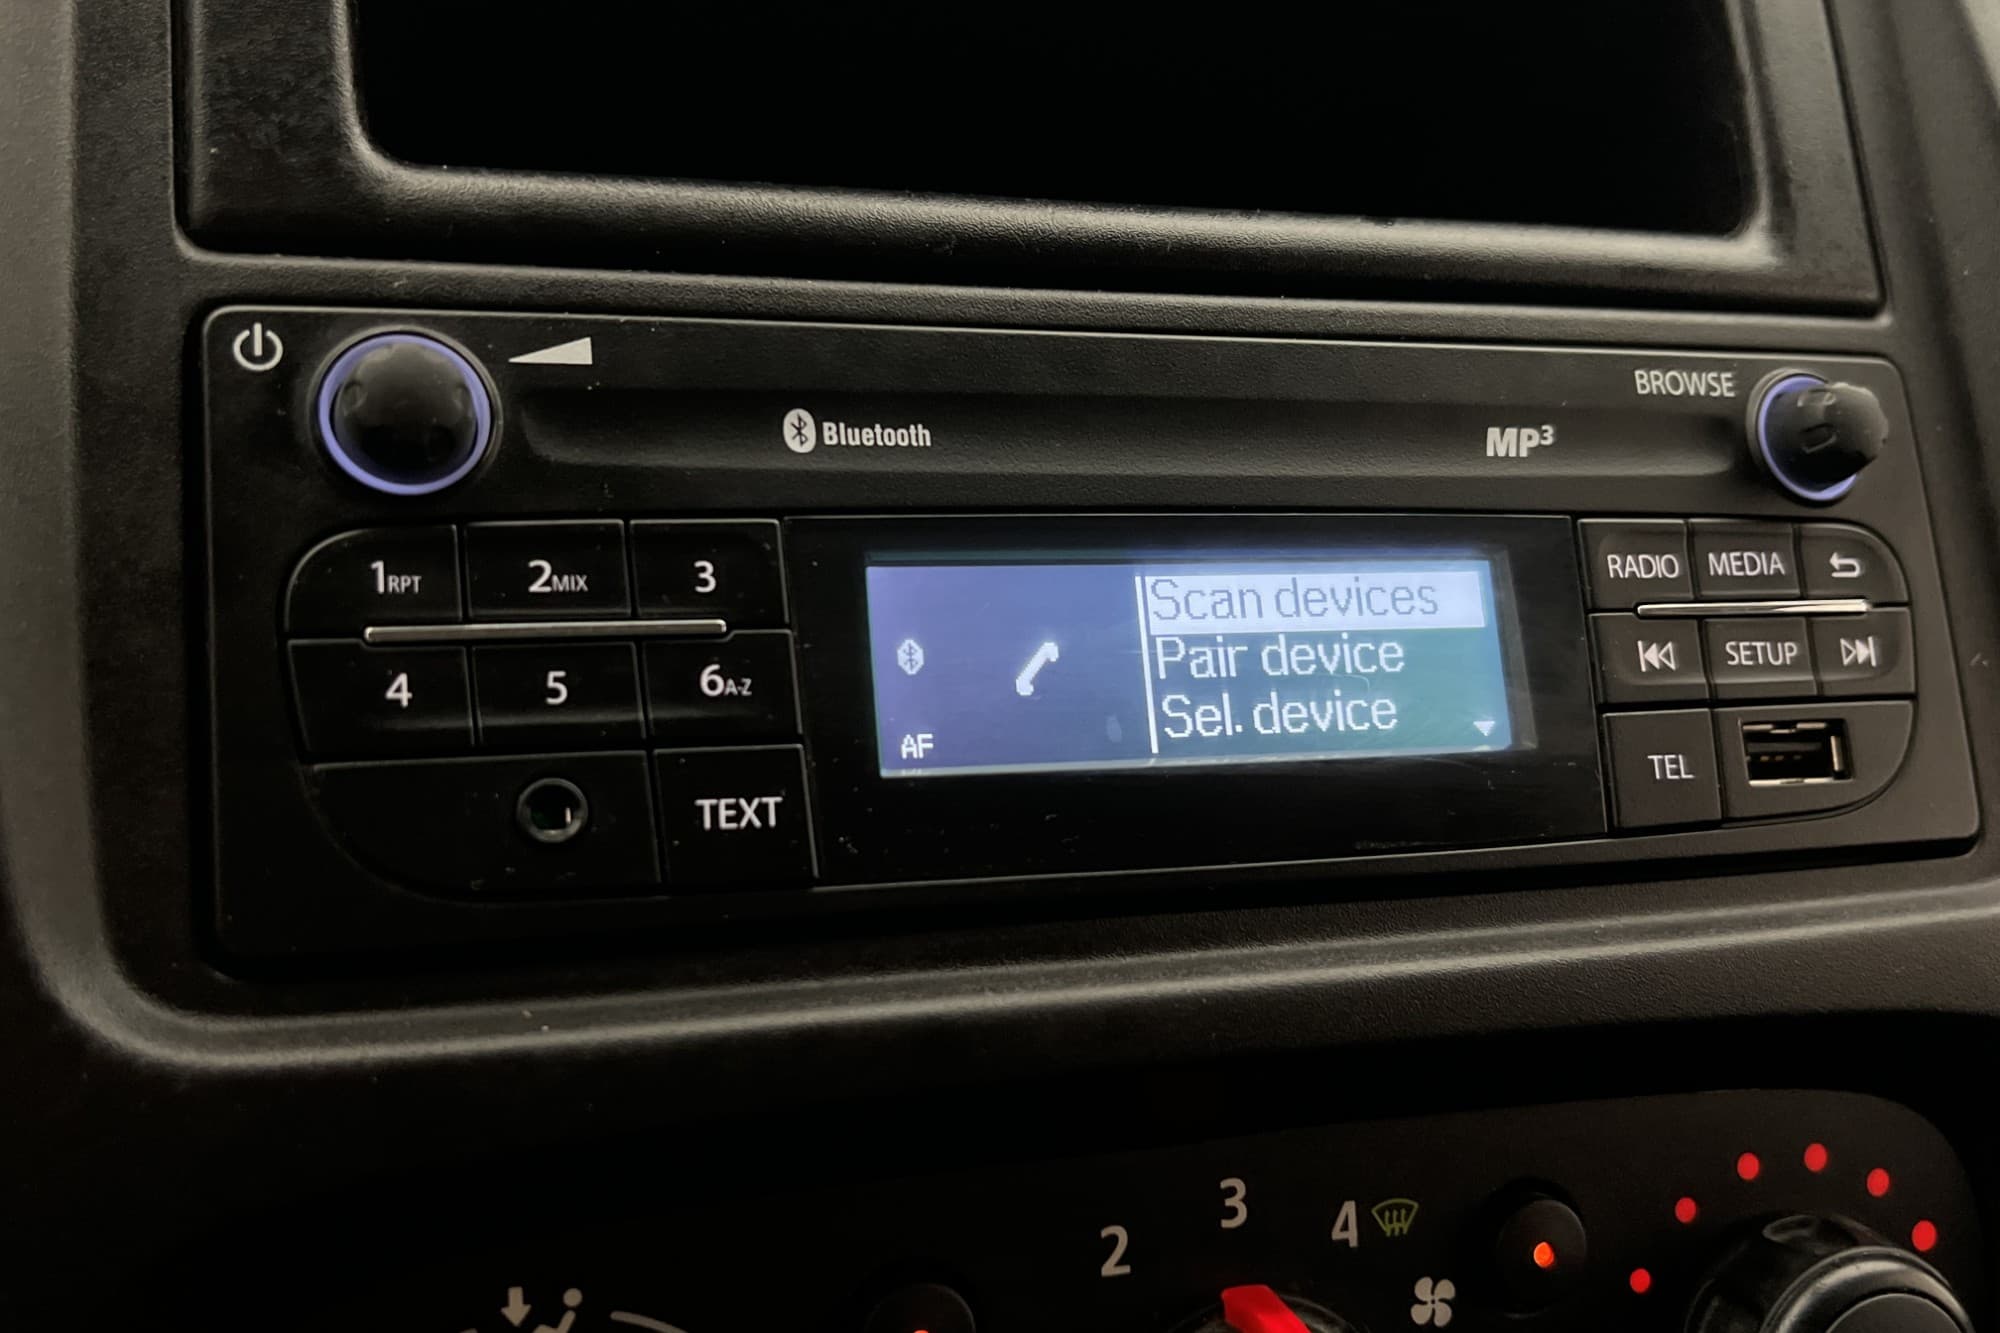 BROWSE
Bluetooth
MP3
1RPT
2MIX
3
4
5
6A-Z
TEXT
Scan devices
Pair device
Sel. device
AF
RADIO
MEDIA
SETUP
TEL
2
3
4